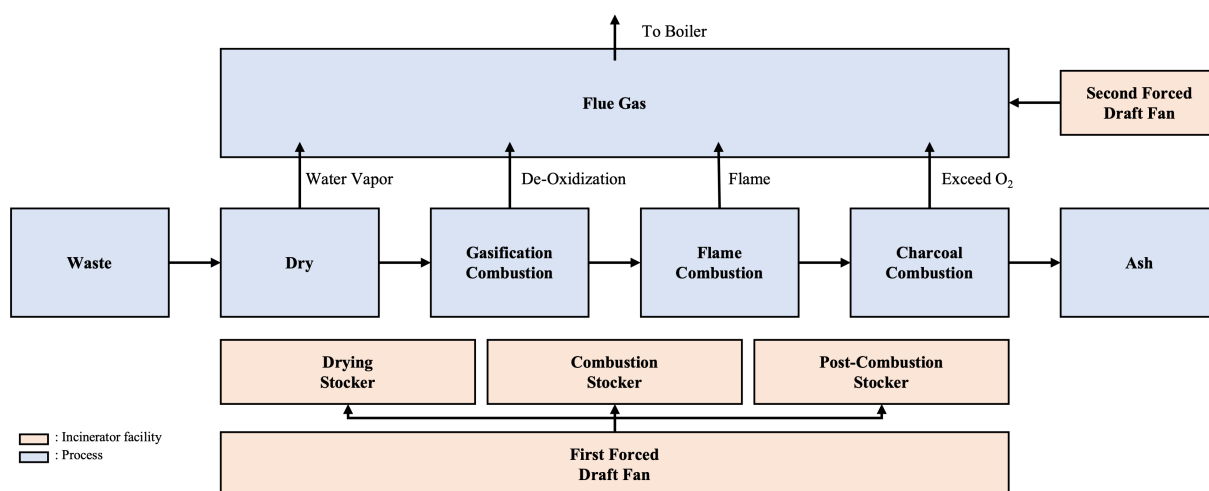 To Boiler
Flue Gas
Second Forced
Draft Fan
Water Vapor
De-Oxidization
Flame
Exceed O₂
Waste
Dry
Gasification
Combustion
Flame
Combustion
Charcoal
Combustion
Ash
Drying
Stocker
Combustion
Stocker
Post-Combustion
Stocker
: Incinerator facility
: Process
First Forced
Draft Fan